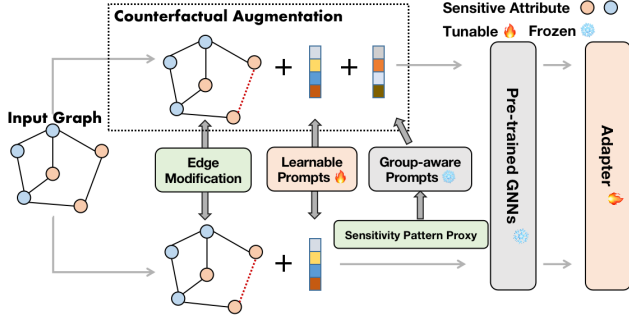 Counterfactual Augmentation
Sensitive Attribute
Tunable 🔥 Frozen ❄️
Input Graph
Edge
Modification
Learnable
Prompts 🔥
Group-aware
Prompts ❄️
Sensitivity Pattern Proxy
Pre-trained GNNs ❄️
Adapter 🔥